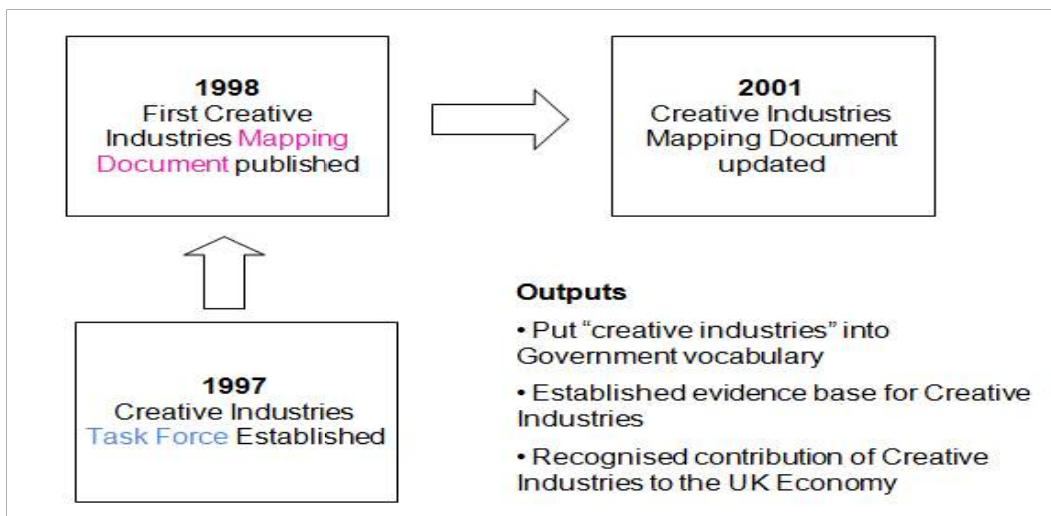 1998
First Creative
Industries Mapping
Document published
2001
Creative Industries
Mapping Document
updated
1997
Creative Industries
Task Force Established
Outputs
• Put “creative industries” into
Government vocabulary
• Established evidence base for Creative
Industries
• Recognised contribution of Creative
Industries to the UK Economy